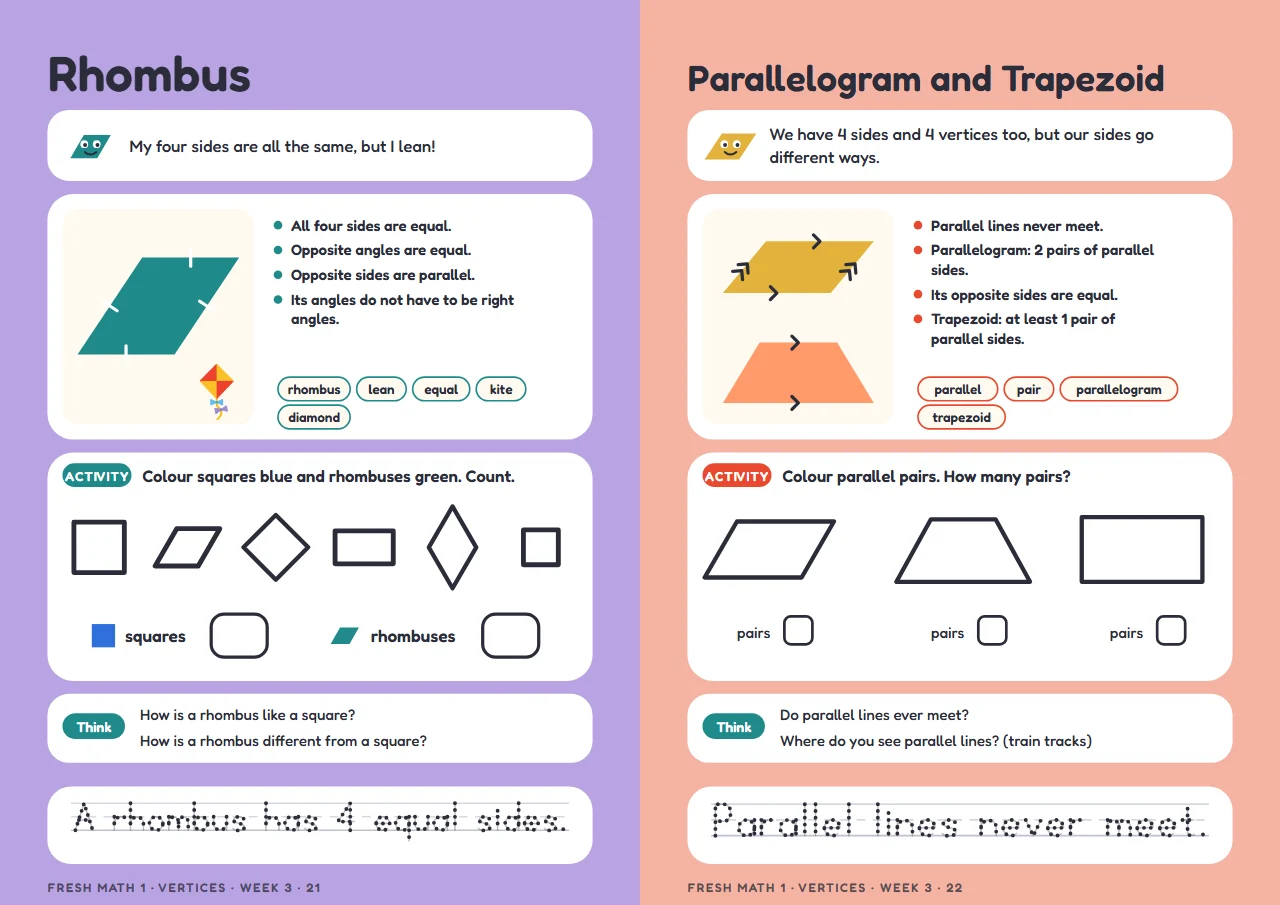 Rhombus
My four sides are all the same, but I lean!
All four sides are equal.
Opposite angles are equal.
Opposite sides are parallel.
Its angles do not have to be right
angles.
rhombus lean equal kite
diamond
ACTIVITY Colour squares blue and rhombuses green. Count.
squares rhombuses
Think
How is a rhombus like a square?
How is a rhombus different from a square?
A rhombus has 4 equal sides.
FRESH MATH 1 · VERTICES · WEEK 3 · 21
Parallelogram and Trapezoid
We have 4 sides and 4 vertices too, but our sides go
different ways.
Parallel lines never meet.
Parallelogram: 2 pairs of parallel
sides.
Its opposite sides are equal.
Trapezoid: at least 1 pair of
parallel sides.
parallel pair parallelogram
trapezoid
ACTIVITY Colour parallel pairs. How many pairs?
pairs pairs pairs
Think
Do parallel lines ever meet?
Where do you see parallel lines? (train tracks)
Parallel lines never meet.
FRESH MATH 1 · VERTICES · WEEK 3 · 22